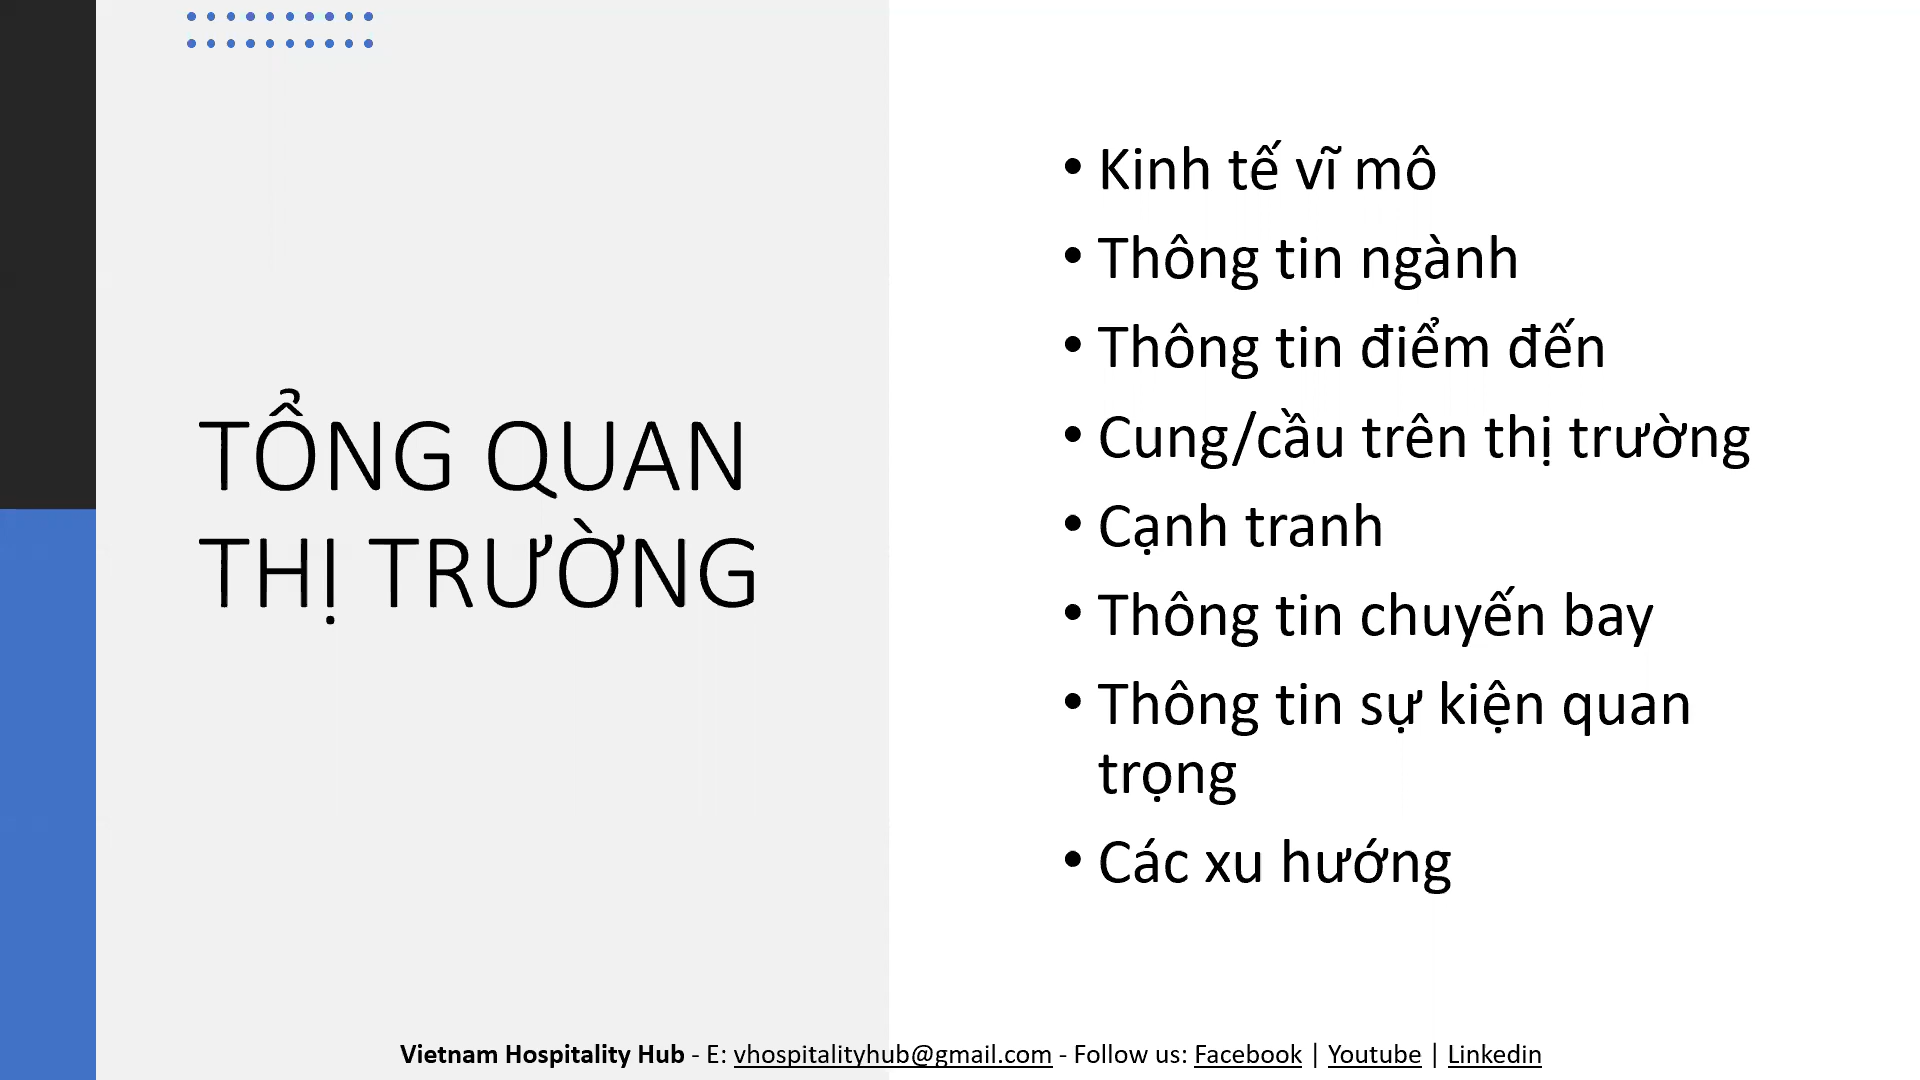 TỔNG QUAN
THỊ TRƯỜNG
• Kinh tế vĩ mô
• Thông tin ngành
• Thông tin điểm đến
• Cung/cầu trên thị trường
• Cạnh tranh
• Thông tin chuyến bay
• Thông tin sự kiện quan
trọng
• Các xu hướng
Vietnam Hospitality Hub - E: vhospitalityhub@gmail.com - Follow us: Facebook | Youtube | Linkedin